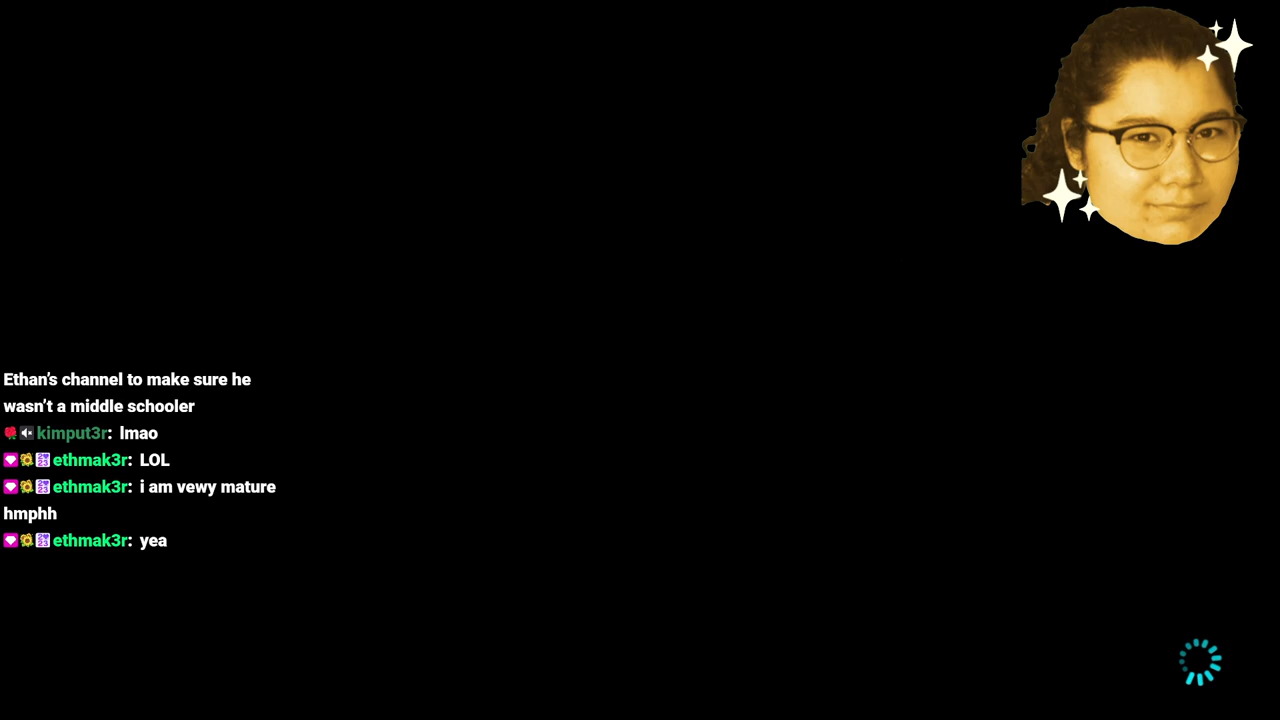 Ethan’s channel to make sure he
wasn’t a middle schooler
kimput3r: lmao
ethmak3r: LOL
ethmak3r: i am vewy mature
hmphh
ethmak3r: yea